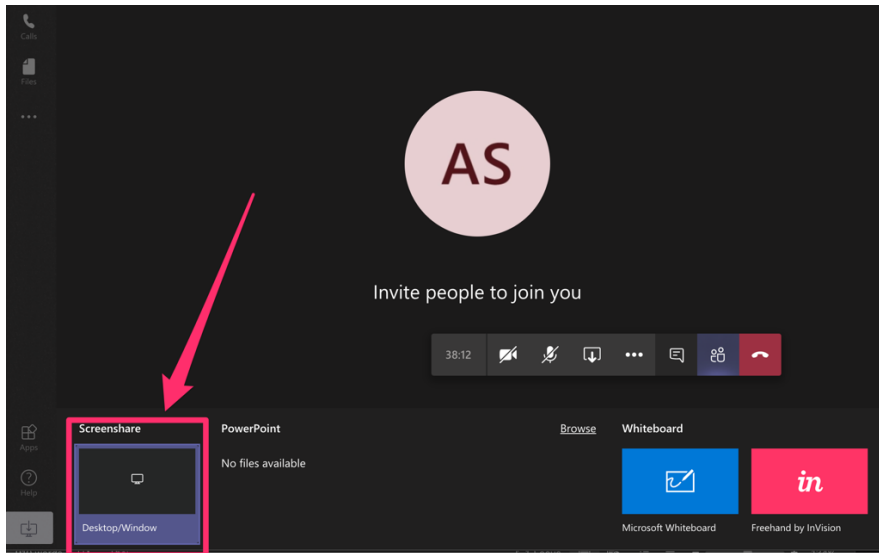 Calls
Files
AS
Invite people to join you
38:12
Apps
Help
Screenshare
PowerPoint
Browse
Whiteboard
No files available
in
Desktop/Window
Microsoft Whiteboard
Freehand by InVision